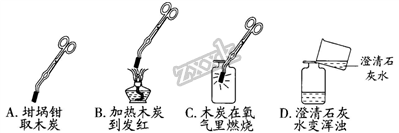 zxxk
澄清石
灰水
A. 坩埚钳
取木炭
B. 加热木炭
到发红
C. 木炭在氧
气里燃烧
D. 澄清石灰
水变浑浊